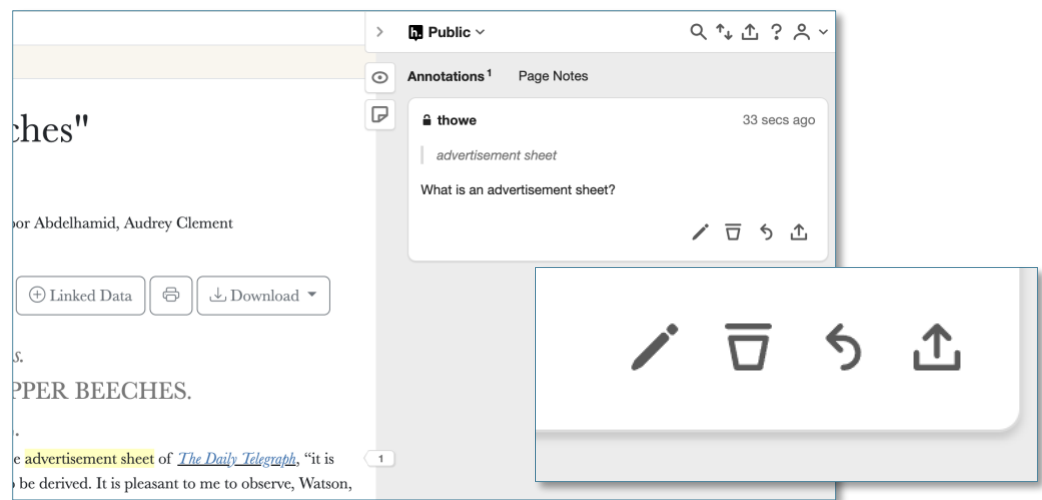 h. Public
Annotations 1 Page Notes
thowe 33 secs ago
advertisement sheet
What is an advertisement sheet?
ches"
or Abdelhamid, Audrey Clement
Linked Data Download
s.
PPER BEECHES.
e advertisement sheet of The Daily Telegraph, “it is
1
be derived. It is pleasant to me to observe, Watson,